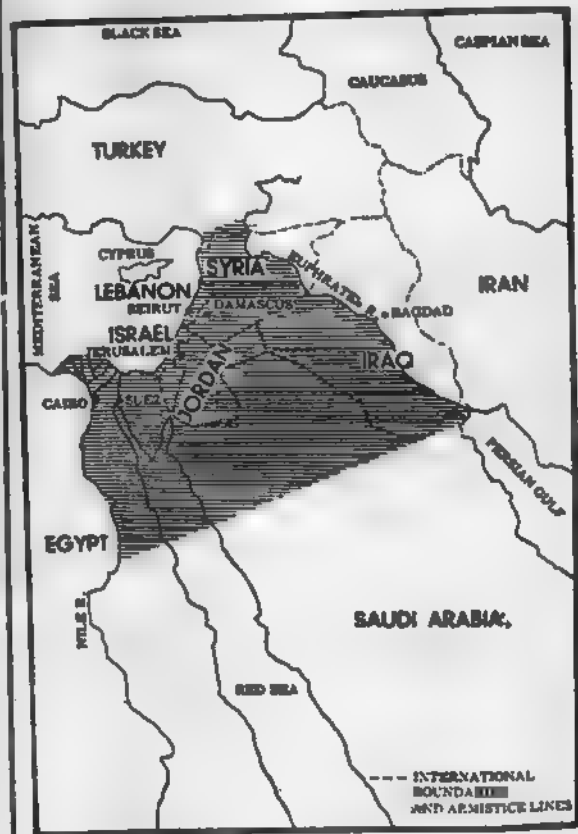 BLACK SEA
CASPIAN SEA
CAUCASUS
TURKEY
MEDITERRANEAN
SEA
CYPRUS
SYRIA
EUPHRATES R.
IRAN
LEBANON
BEIRUT
DAMASCUS
BAGDAD
ISRAEL
JERUSALEM
IRAQ
JORDAN
CAIRO
SUEZ
PERSIAN GULF
EGYPT
NILE R.
SAUDI ARABIA
RED SEA
INTERNATIONAL
AND ARMISTICE LINES